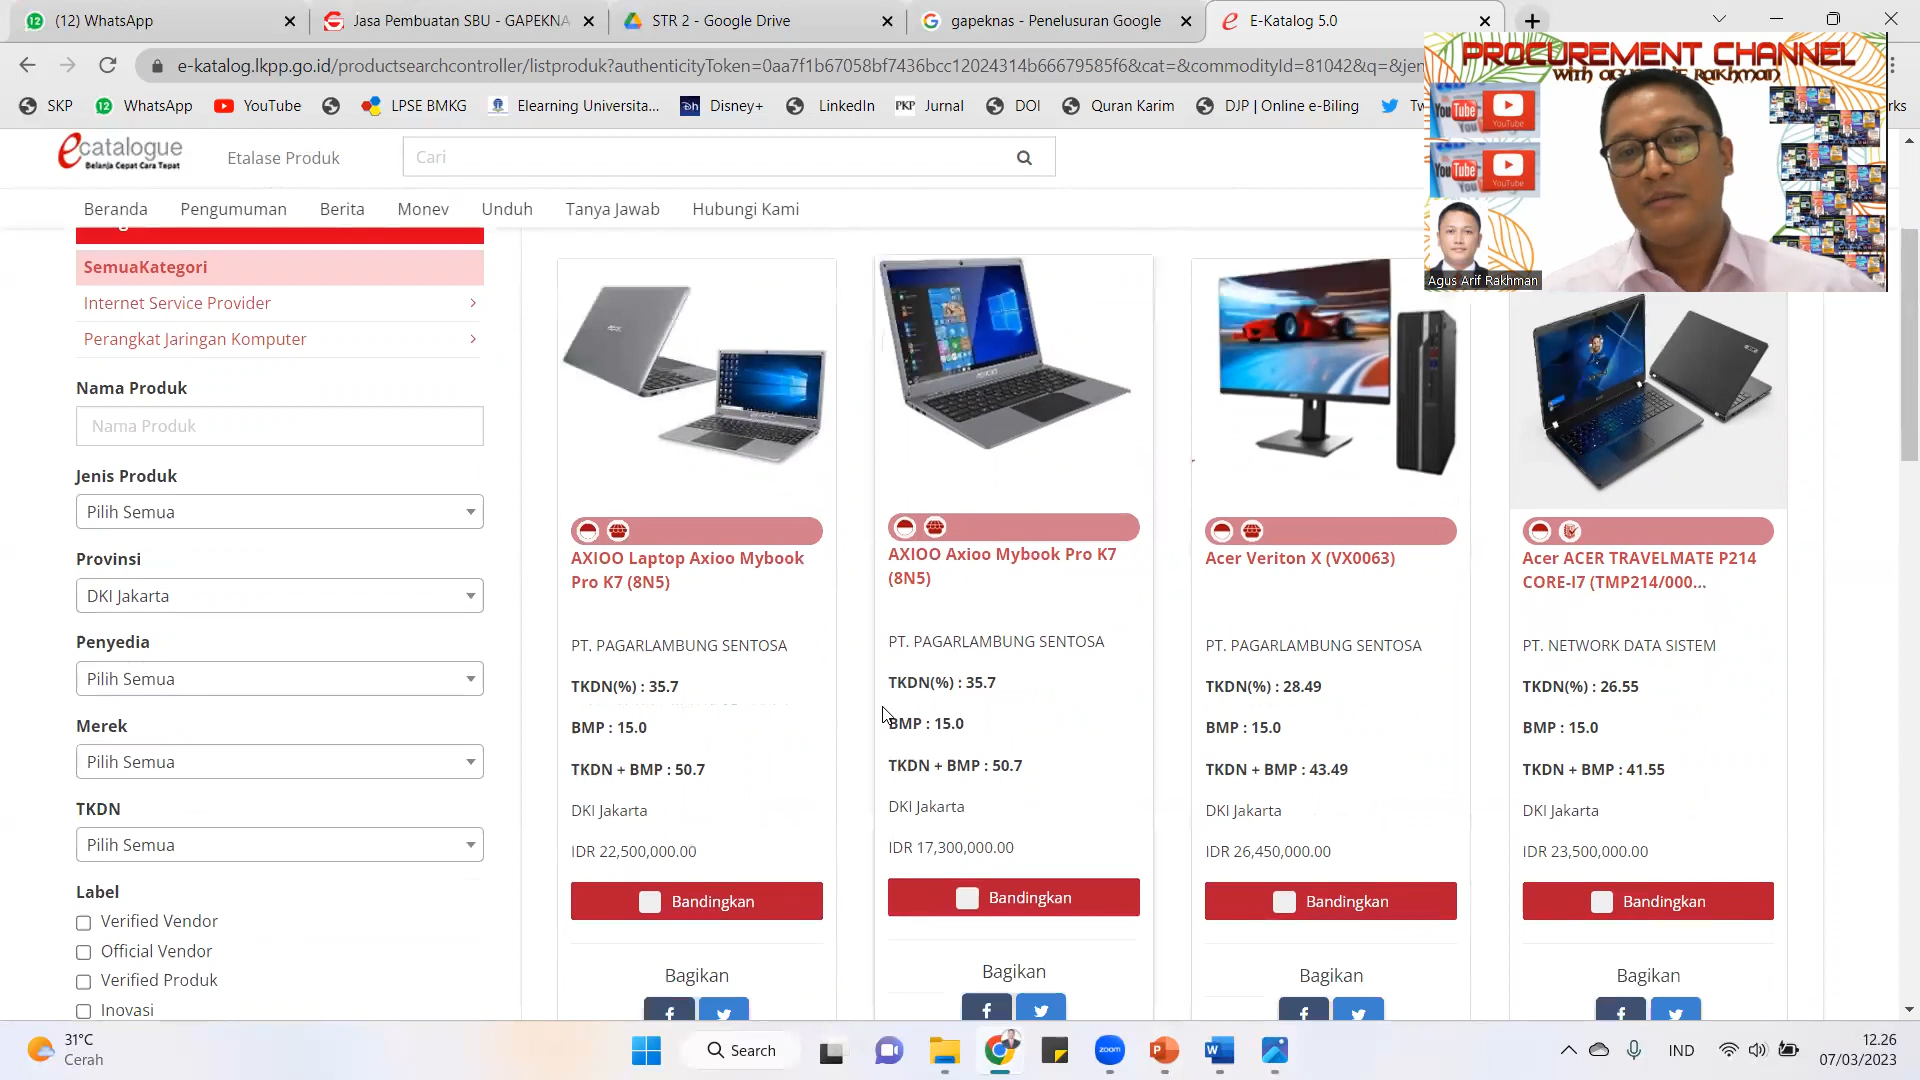 (12) WhatsApp
Jasa Pembuatan SBU - GAPEKNA
STR 2 - Google Drive
gapeknas - Penelusuran Google
E-Katalog 5.0
e-katalog.lkpp.go.id/productsearchcontroller/listproduk?authenticityToken=0aa7f1b67058bf7436bcc12024314b66679585f6&cat=&commodityId=81042&q=&jen
SKP
WhatsApp
YouTube
LPSE BMKG
Elearning Universita...
Disney+
LinkedIn
Jurnal
DOI
Quran Karim
DJP | Online e-Biling
Tw
rks
PROCUREMENT CHANNEL
with AGUS ARIF RAKHMAN
YouTube
YouTube
Agus Arif Rakhman
ecatalogue
Belanja Cepat Cara Tepat
Etalase Produk
Cari
Beranda
Pengumuman
Berita
Monev
Unduh
Tanya Jawab
Hubungi Kami
SemuaKategori
Internet Service Provider
Perangkat Jaringan Komputer
Nama Produk
Nama Produk
Jenis Produk
Pilih Semua
Provinsi
DKI Jakarta
Penyedia
Pilih Semua
Merek
Pilih Semua
TKDN
Pilih Semua
Label
Verified Vendor
Official Vendor
Verified Produk
Inovasi
AXIOO Laptop Axioo Mybook
Pro K7 (8N5)
PT. PAGARLAMBUNG SENTOSA
TKDN(%) : 35.7
BMP : 15.0
TKDN + BMP : 50.7
DKI Jakarta
IDR 22,500,000.00
Bandingkan
Bagikan
AXIOO Axioo Mybook Pro K7
(8N5)
PT. PAGARLAMBUNG SENTOSA
TKDN(%) : 35.7
BMP : 15.0
TKDN + BMP : 50.7
DKI Jakarta
IDR 17,300,000.00
Bandingkan
Bagikan
Acer Veriton X (VX0063)
PT. PAGARLAMBUNG SENTOSA
TKDN(%) : 28.49
BMP : 15.0
TKDN + BMP : 43.49
DKI Jakarta
IDR 26,450,000.00
Bandingkan
Bagikan
Acer ACER TRAVELMATE P214
CORE-I7 (TMP214/000...
PT. NETWORK DATA SISTEM
TKDN(%) : 26.55
BMP : 15.0
TKDN + BMP : 41.55
DKI Jakarta
IDR 23,500,000.00
Bandingkan
Bagikan
31°C
Cerah
Search
zoom
IND
12.26
07/03/2023